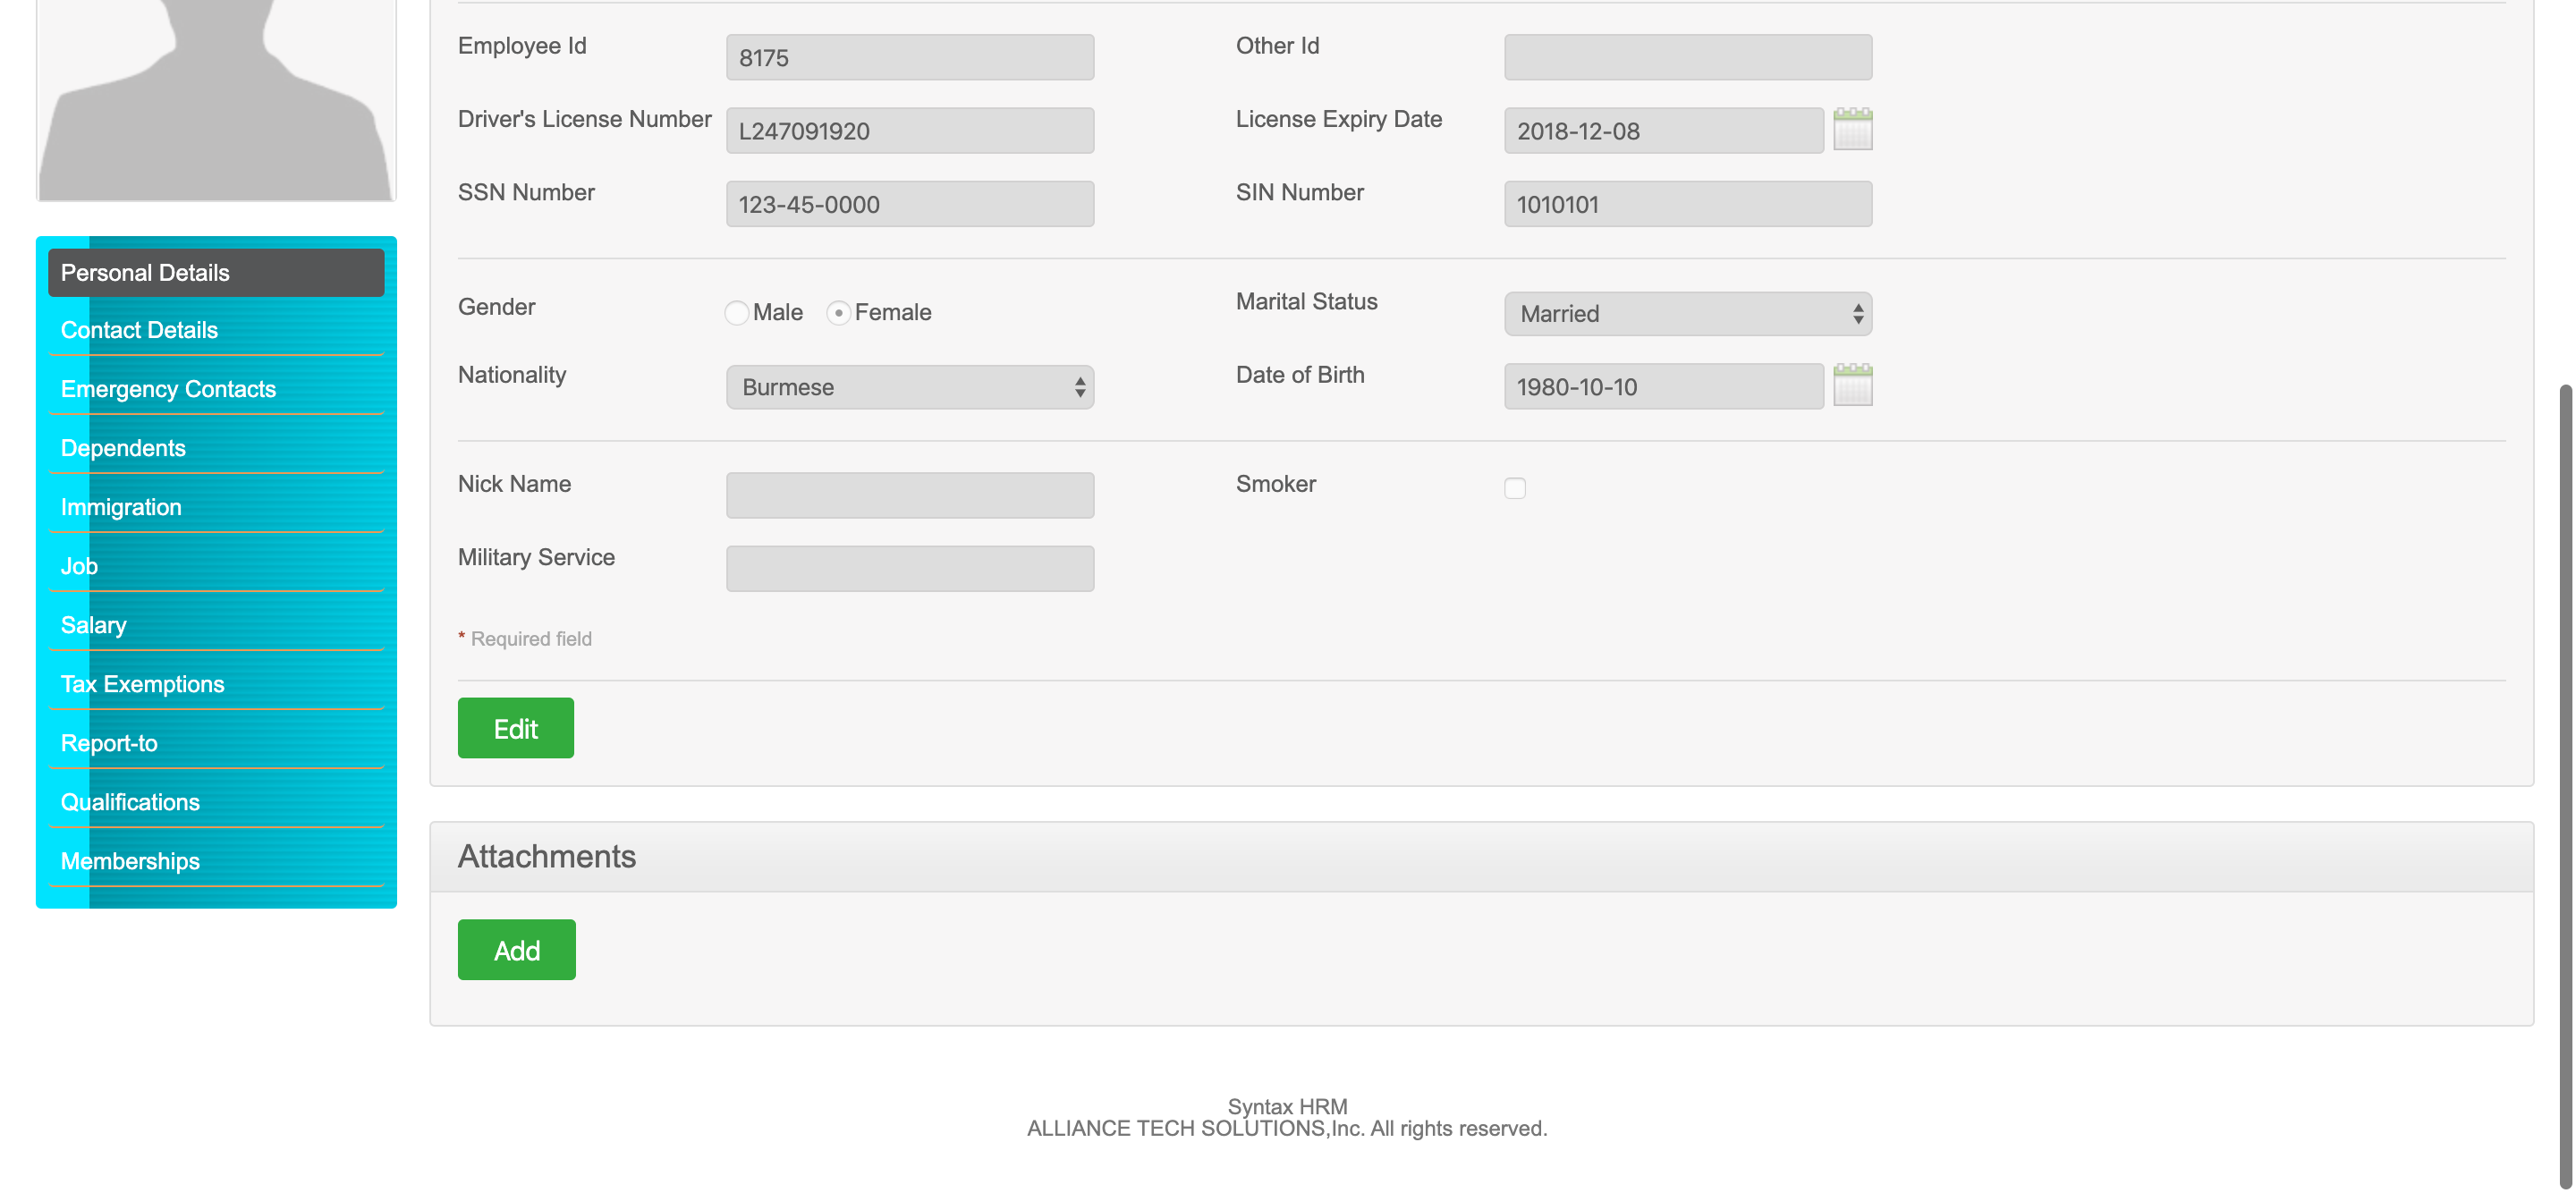 Employee Id 8175 Other Id
Driver's License Number L247091920 License Expiry Date 2018-12-08
SSN Number 123-45-0000 SIN Number 1010101
Personal Details
Gender Male Female Marital Status Married
Contact Details
Nationality Burmese Date of Birth 1980-10-10
Emergency Contacts
Dependents
Nick Name Smoker
Immigration
Military Service
Job
Salary
* Required field
Tax Exemptions
Edit
Report-to
Qualifications
Attachments
Memberships
Add
Syntax HRM
ALLIANCE TECH SOLUTIONS,Inc. All rights reserved.